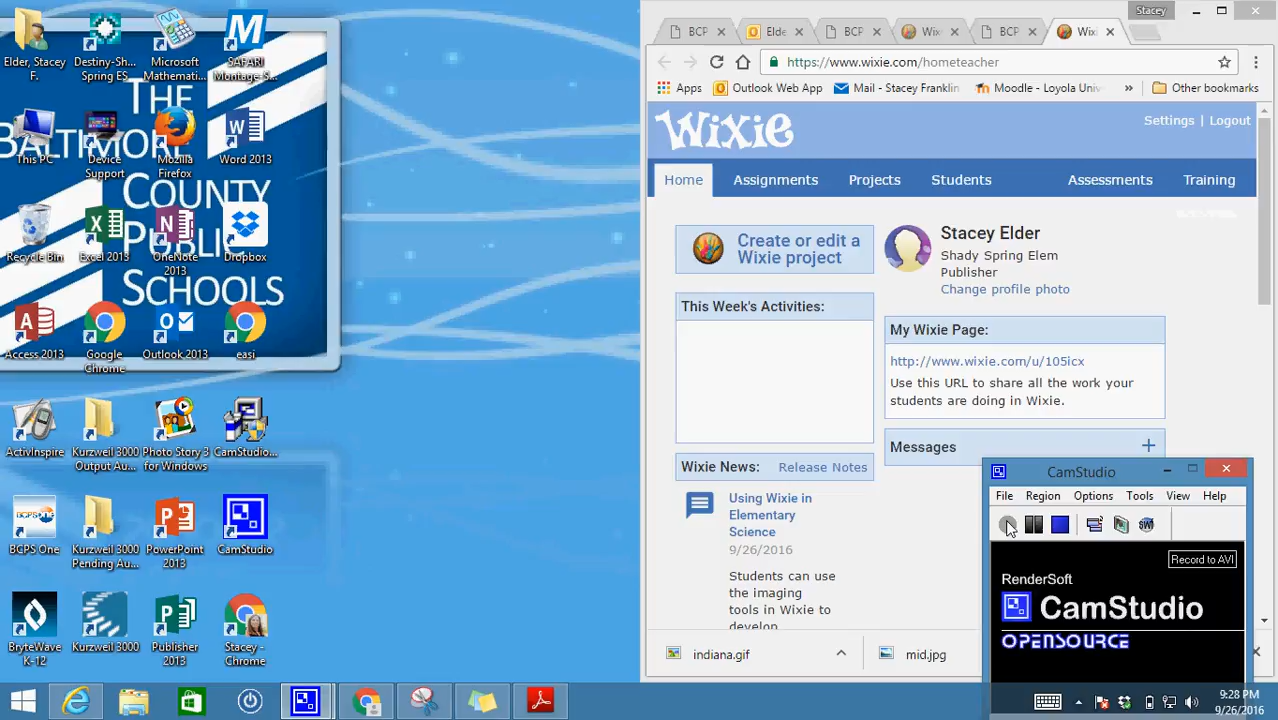 Elder, Stacey
F.
Destiny-Sh...
Spring ES
Microsoft
Mathemati...
SAFARI
Montage-S...
This PC
Device
Support
Mozilla
Firefox
Word 2013
Recycle Bin
Excel 2013
OneNote
2013
Dropbox
Access 2013
Google
Chrome
Outlook 2013
easi
ActivInspire
Kurzweil 3000
Output Au...
Photo Story 3
for Windows
CamStudio...
BCPS One
Kurzweil 3000
Pending Au...
PowerPoint
2013
CamStudio
BryteWave
K-12
Kurzweil 3000
Publisher
2013
Stacey -
Chrome
THE
BALTIMORE
COUNTY
PUBLIC
SCHOOLS
Stacey
BCP
Elde
BCP
Wix
BCP
Wixi
https://www.wixie.com/hometeacher
Apps
Outlook Web App
Mail - Stacey Franklin
Moodle - Loyola Univ
»
Other bookmarks
Wixie
Settings | Logout
Home
Assignments
Projects
Students
Assessments
Training
Create or edit a
Wixie project
Stacey Elder
Shady Spring Elem
Publisher
Change profile photo
This Week's Activities:
My Wixie Page:
http://www.wixie.com/u/105icx
Use this URL to share all the work your
students are doing in Wixie.
Messages
Wixie News: Release Notes
Using Wixie in
Elementary
Science
9/26/2016
Students can use
the imaging
tools in Wixie to
develop
indiana.gif
mid.jpg
CamStudio
File Region Options Tools View Help
Record to AVI
RenderSoft
CamStudio
OPENSOURCE
9:28 PM
9/26/2016